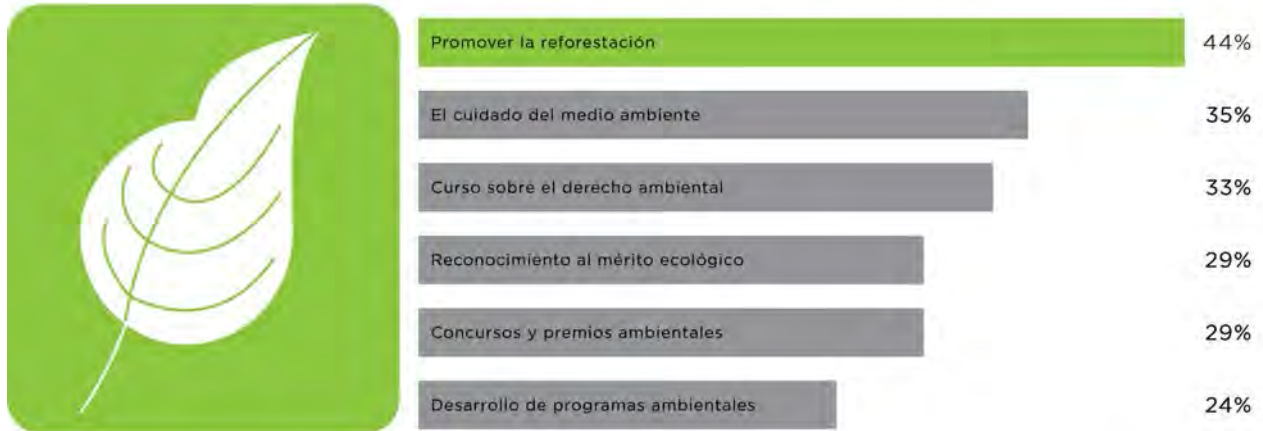 Promover la reforestación 44%
El cuidado del medio ambiente 35%
Curso sobre el derecho ambiental 33%
Reconocimiento al mérito ecológico 29%
Concursos y premios ambientales 29%
Desarrollo de programas ambientales 24%